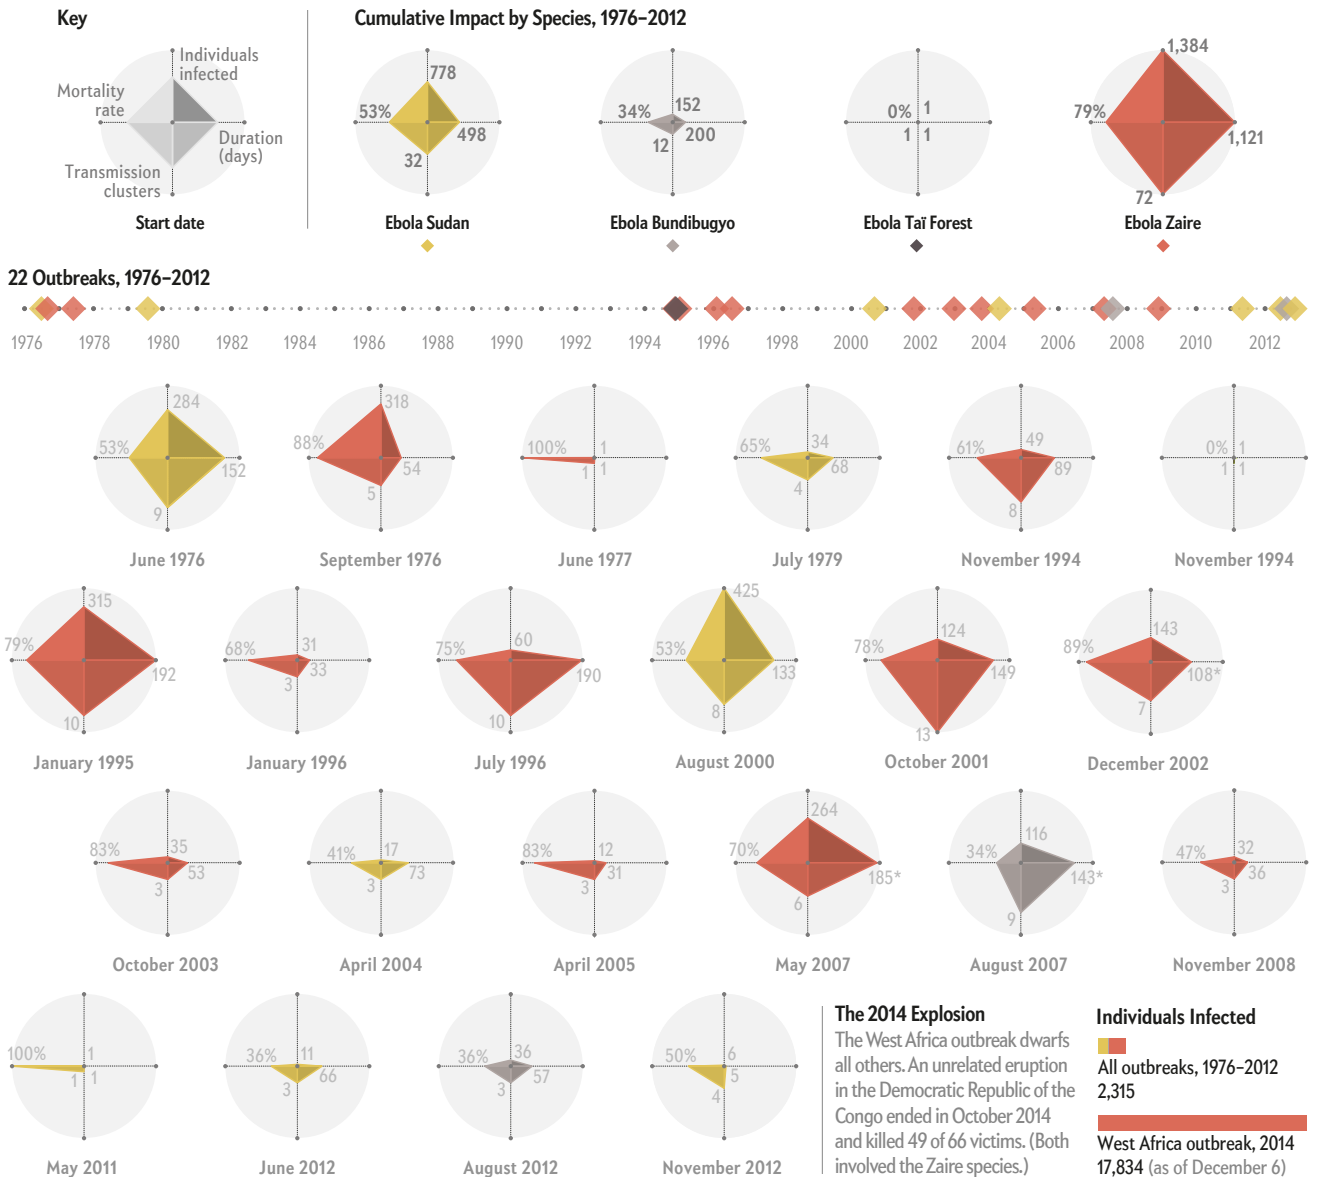 Key
Individuals
infected
Mortality
rate
Duration
(days)
Transmission
clusters
Start date
Cumulative Impact by Species, 1976–2012
778
53%
498
32
Ebola Sudan
152
34%
200
12
Ebola Bundibugyo
1
0%
1
1
Ebola Taï Forest
1,384
79%
1,121
72
Ebola Zaire
22 Outbreaks, 1976–2012
1976 1978 1980 1982 1984 1986 1988 1990 1992 1994 1996 1998 2000 2002 2004 2006 2008 2010 2012
284
53%
152
9
June 1976
318
88%
54
5
September 1976
1
100%
1
1
June 1977
34
65%
68
4
July 1979
49
61%
89
8
November 1994
1
0%
1
1
November 1994
315
79%
192
10
January 1995
31
68%
33
3
January 1996
60
75%
190
10
July 1996
425
53%
133
8
August 2000
124
78%
149
13
October 2001
143
89%
108*
7
December 2002
35
83%
53
3
October 2003
17
41%
73
3
April 2004
12
83%
31
3
April 2005
264
70%
185*
6
May 2007
116
34%
143*
9
August 2007
32
47%
36
3
November 2008
1
100%
1
1
May 2011
11
36%
66
3
June 2012
36
36%
57
3
August 2012
6
50%
5
4
November 2012
The 2014 Explosion
The West Africa outbreak dwarfs
all others. An unrelated eruption
in the Democratic Republic of the
Congo ended in October 2014
and killed 49 of 66 victims. (Both
involved the Zaire species.)
Individuals Infected
All outbreaks, 1976–2012
2,315
West Africa outbreak, 2014
17,834 (as of December 6)